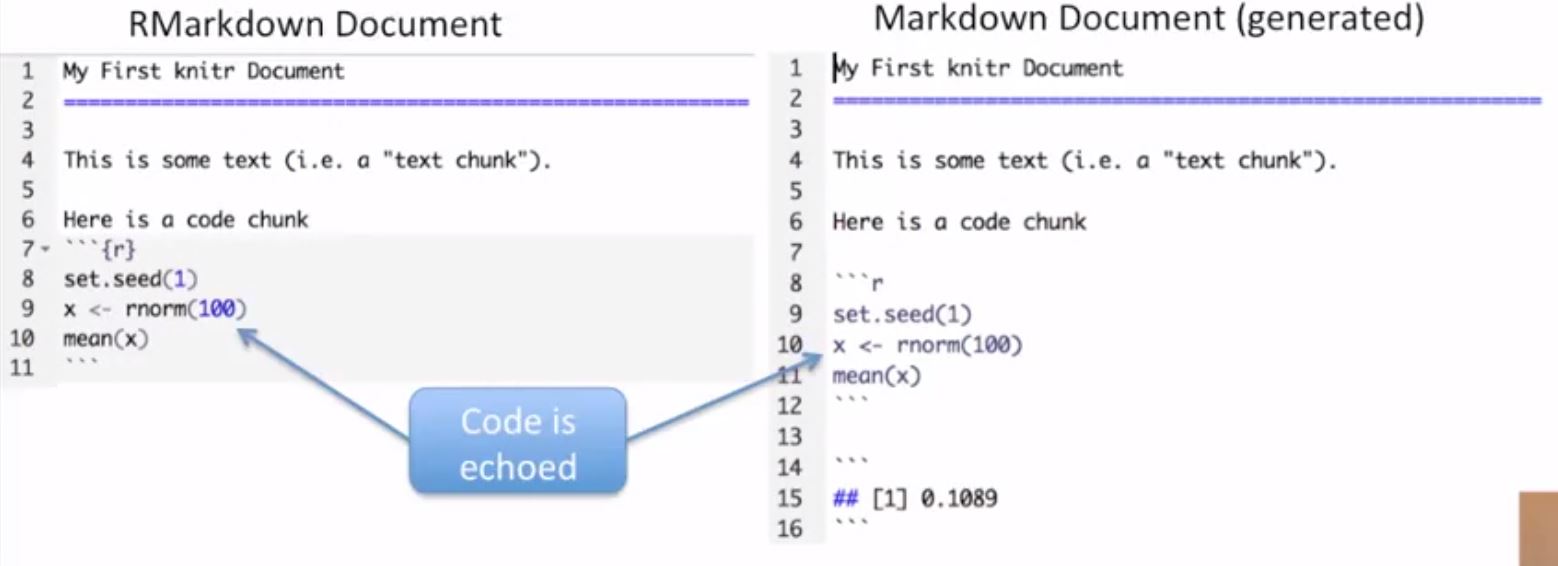 RMarkdown Document
1 My First knitr Document
2 ========================================================
3
4 This is some text (i.e. a "text chunk").
5
6 Here is a code chunk
7 ```{r}
8 set.seed(1)
9 x <- rnorm(100)
10 mean(x)
11 ```
Code is
echoed
Markdown Document (generated)
1 My First knitr Document
2 ========================================================
3
4 This is some text (i.e. a "text chunk").
5
6 Here is a code chunk
7
8 ```r
9 set.seed(1)
10 x <- rnorm(100)
11 mean(x)
12 ```
13
14 ```
15 ## [1] 0.1089
16 ```